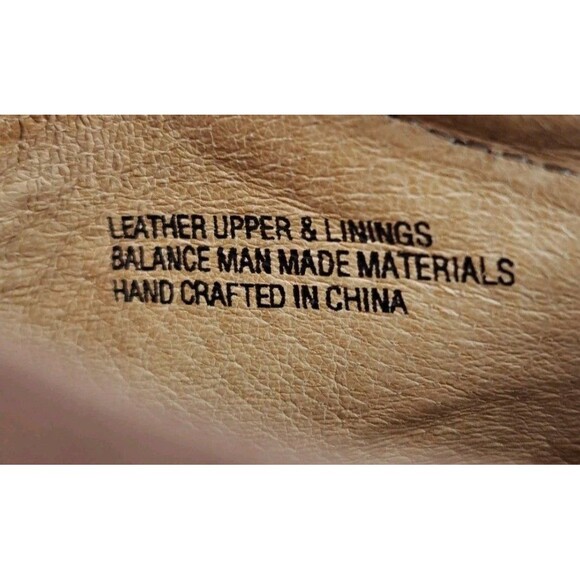 LEATHER UPPER & LININGS
BALANCE MAN MADE MATERIALS
HAND CRAFTED IN CHINA